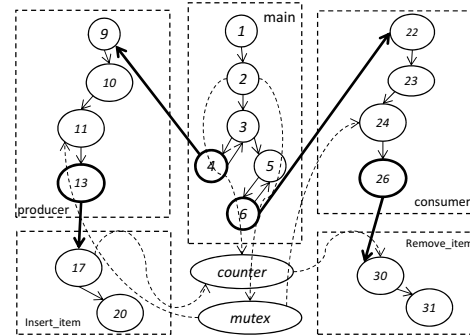 main
9
1
22
10
2
23
11
3
24
4
5
13
6
26
producer
consumer
17
counter
Remove_item
30
20
mutex
31
Insert_item